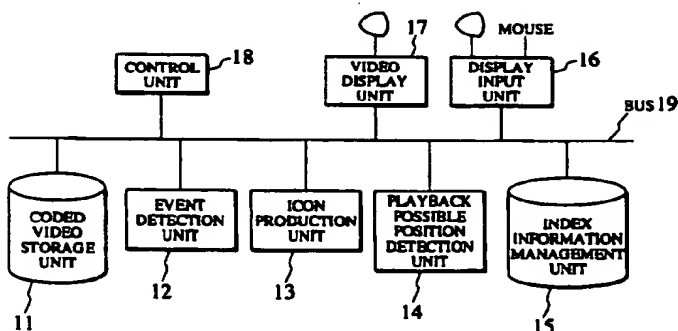 17
MOUSE
18
CONTROL
UNIT
VIDEO
DISPLAY
UNIT
DISPLAY
INPUT
UNIT
16
BUS 19
CODED
VIDEO
STORAGE
UNIT
EVENT
DETECTION
UNIT
ICON
PRODUCTION
UNIT
PLAYBACK
POSSIBLE
POSITION
DETECTION
UNIT
INDEX
INFORMATION
MANAGEMENT
UNIT
11
12
13
14
15